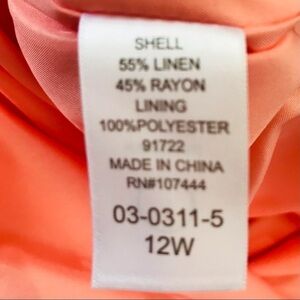 SHELL
55% LINEN
45% RAYON
LINING
100%POLYESTER
91722
MADE IN CHINA
RN#107444
03-0311-5
12W